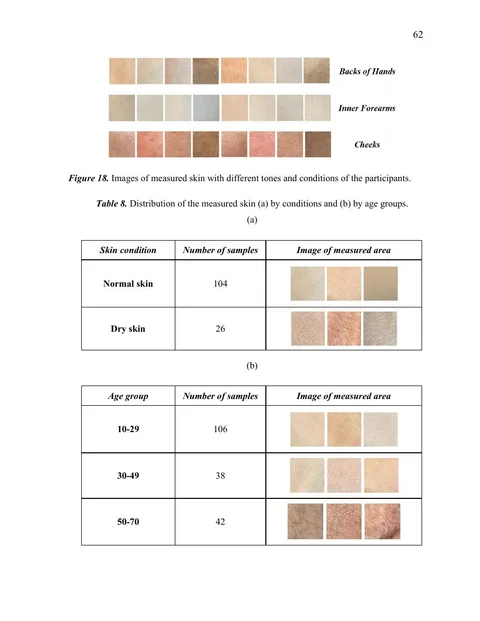 62
Backs of Hands
Inner Forearms
Cheeks
Figure 18. Images of measured skin with different tones and conditions of the participants.
Table 8. Distribution of the measured skin (a) by conditions and (b) by age groups.
(a)
Skin condition Number of samples Image of measured area
Normal skin 104
Dry skin 26
(b)
Age group Number of samples Image of measured area
10-29 106
30-49 38
50-70 42